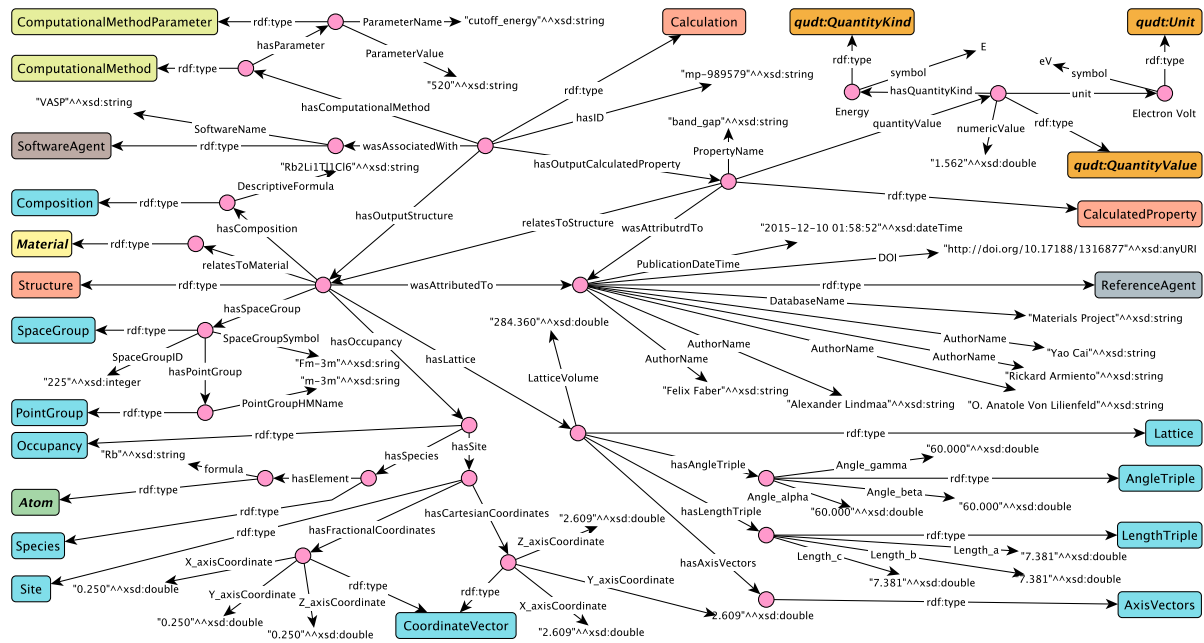 ComputationalMethodParameter
rdf:type
ParameterName
"cutoff_energy"^^xsd:string
Calculation
qudt:QuantityKind
qudt:Unit
hasParameter
ParameterValue
E
rdf:type
rdf:type
ComputationalMethod
rdf:type
"520"^^xsd:string
"mp-989579"^^xsd:string
symbol
eV
symbol
rdf:type
hasQuantityKind
unit
"VASP"^^xsd:string
hasComputationalMethod
hasID
Energy
Electron Volt
SoftwareName
"band_gap"^^xsd:string
quantityValue
numericValue
rdf:type
SoftwareAgent
rdf:type
wasAssociatedWith
PropertyName
"1.562"^^xsd:double
qudt:QuantityValue
"Rb2Li1Tl1Cl6"^^xs:string
hasOutputCalculatedProperty
DescriptiveFormula
Composition
rdf:type
rdf:type
CalculatedProperty
hasOutputStructure
hasComposition
relatesToStructure
wasAttributrdTo
"2015-12-10 01:58:52"^^xsd:dateTime
Material
rdf:type
"http://doi.org/10.17188/1316877"^^xsd:anyURI
DOI
relatesToMaterial
PublicationDateTime
Structure
rdf:type
wasAttributedTo
rdf:type
ReferenceAgent
hasSpaceGroup
DatabaseName
"284.360"^^xsd:double
"Materials Project"^^xsd:string
SpaceGroup
rdf:type
SpaceGroupSymbol
hasOccupancy
AuthorName
AuthorName
AuthorName
"Yao Cai"^^xsd:string
SpaceGroupID
"Fm-3m"^^xs:sring
hasLattice
AuthorName
AuthorName
"225"^^xsd:integer
hasPointGroup
"m-3m"^^xs:sring
LatticeVolume
"Rickard Armiento"^^xsd:string
"Felix Faber"^^xsd:string
PointGroupHMName
"Alexander Lindmaa"^^xsd:string
"O. Anatole Von Lilienfeld"^^xsd:string
PointGroup
rdf:type
Occupancy
rdf:type
rdf:type
Lattice
"Rb"^^xs:string
hasSite
hasSpecies
"60.000"^^xsd:double
formula
hasAngleTriple
Angle_gamma
hasElement
rdf:type
AngleTriple
Atom
rdf:type
Angle_alpha
Angle_beta
hasCartesianCoordinates
"60.000"^^xsd:double
"60.000"^^xsd:double
rdf:type
"2.609"^^xsd:double
hasLengthTriple
hasFractionalCoordinates
rdf:type
rdf:type
LengthTriple
Species
Z_axisCoordinate
Length_a
X_axisCoordinate
Length_c
Length_b
"7.381"^^xsd:double
hasAxisVectors
Site
"0.250"^^xsd:double
rdf:type
Y_axisCoordinate
"7.381"^^xsd:double
7.381"^^xsd:double
Y_axisCoordinate
Z_axisCoordinate
rdf:type
X_axisCoordinate
rdf:type
AxisVectors
"0.250"^^xsd:double
2.609"^^xsd:double
"0.250"^^xsd:double
CoordinateVector
"2.609"^^xsd:double